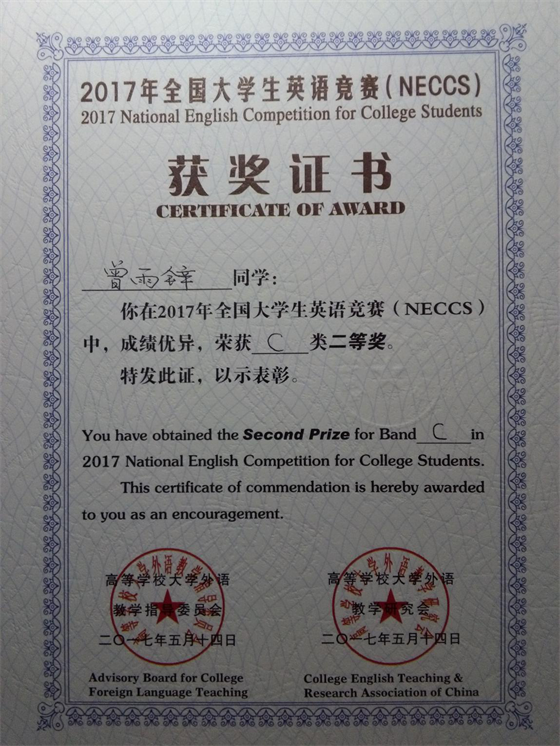 2017年全国大学生英语竞赛(NECCS)
2017 National English Competition for College Students
获奖证书
CERTIFICATE OF AWARD
曾雨锌 同学:
你在2017年全国大学生英语竞赛(NECCS)
中，成绩优异，荣获 C 类二等奖。
特发此证，以示表彰。
You have obtained the Second Prize for Band C in
2017 National English Competition for College Students.
This certificate of commendation is hereby awarded
to you as an encouragement.
高等学校大学外语
教学指导委员会
二〇一七年五月十四日
Advisory Board for College
Foreign Language Teaching
高等学校大学外语
教学研究会
二〇一七年五月十四日
College English Teaching &
Research Association of China